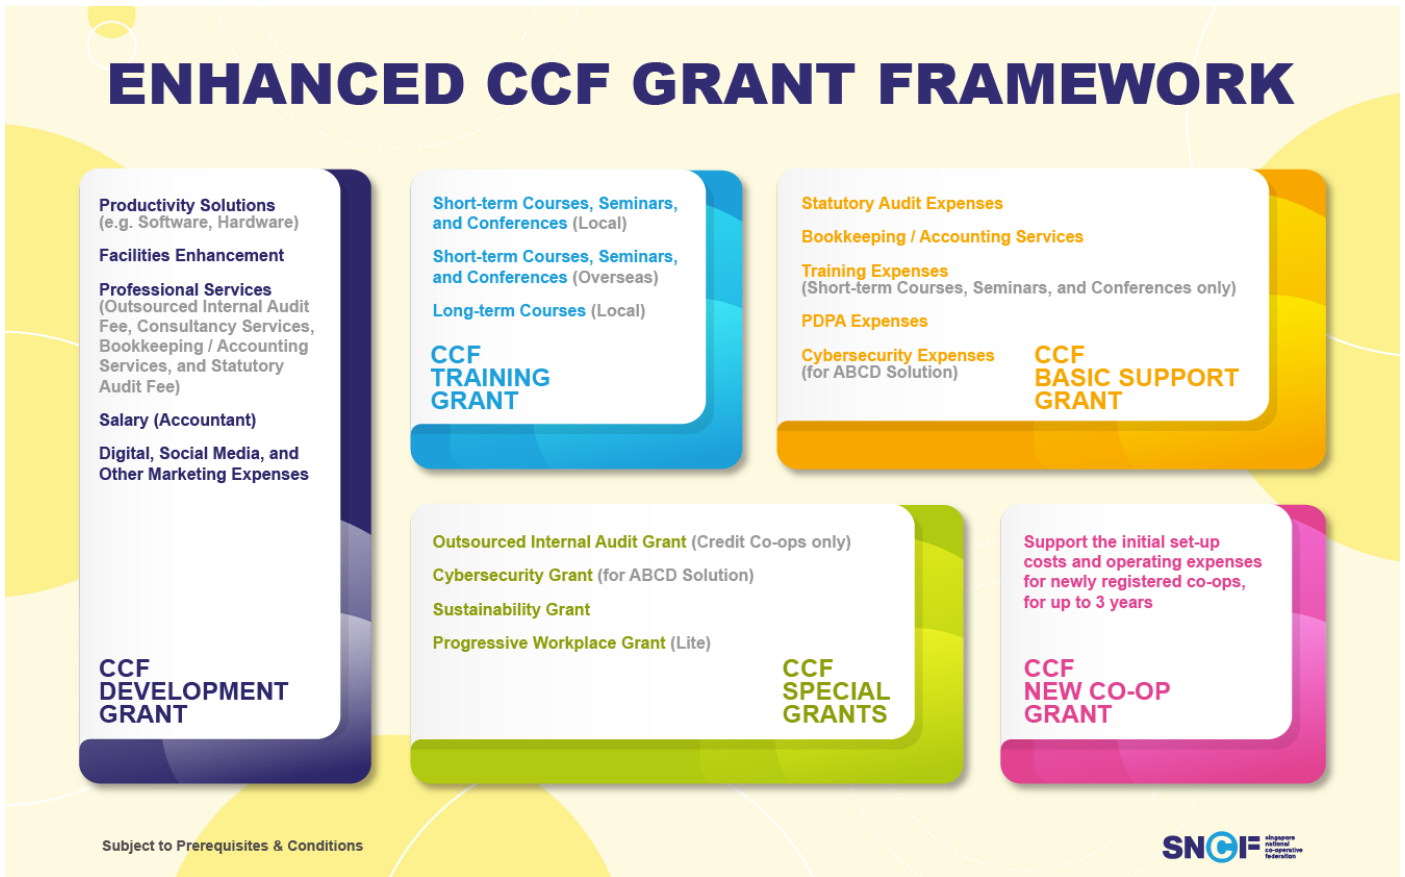 ENHANCED CCF GRANT FRAMEWORK
Productivity Solutions
(e.g. Software, Hardware)
Facilities Enhancement
Professional Services
(Outsourced Internal Audit
Fee, Consultancy Services,
Bookkeeping / Accounting
Services, and Statutory
Audit Fee)
Salary (Accountant)
Digital, Social Media, and
Other Marketing Expenses
CCF
DEVELOPMENT
GRANT
Short-term Courses, Seminars,
and Conferences (Local)
Short-term Courses, Seminars,
and Conferences (Overseas)
Long-term Courses (Local)
CCF
TRAINING
GRANT
Statutory Audit Expenses
Bookkeeping / Accounting Services
Training Expenses
(Short-term Courses, Seminars, and Conferences only)
PDPA Expenses
Cybersecurity Expenses
(for ABCD Solution)
CCF
BASIC SUPPORT
GRANT
Outsourced Internal Audit Grant (Credit Co-ops only)
Cybersecurity Grant (for ABCD Solution)
Sustainability Grant
Progressive Workplace Grant (Lite)
CCF
SPECIAL
GRANTS
Support the initial set-up
costs and operating expenses
for newly registered co-ops,
for up to 3 years
CCF
NEW CO-OP
GRANT
Subject to Prerequisites & Conditions
SNCF
singapore
national
co-operative
federation